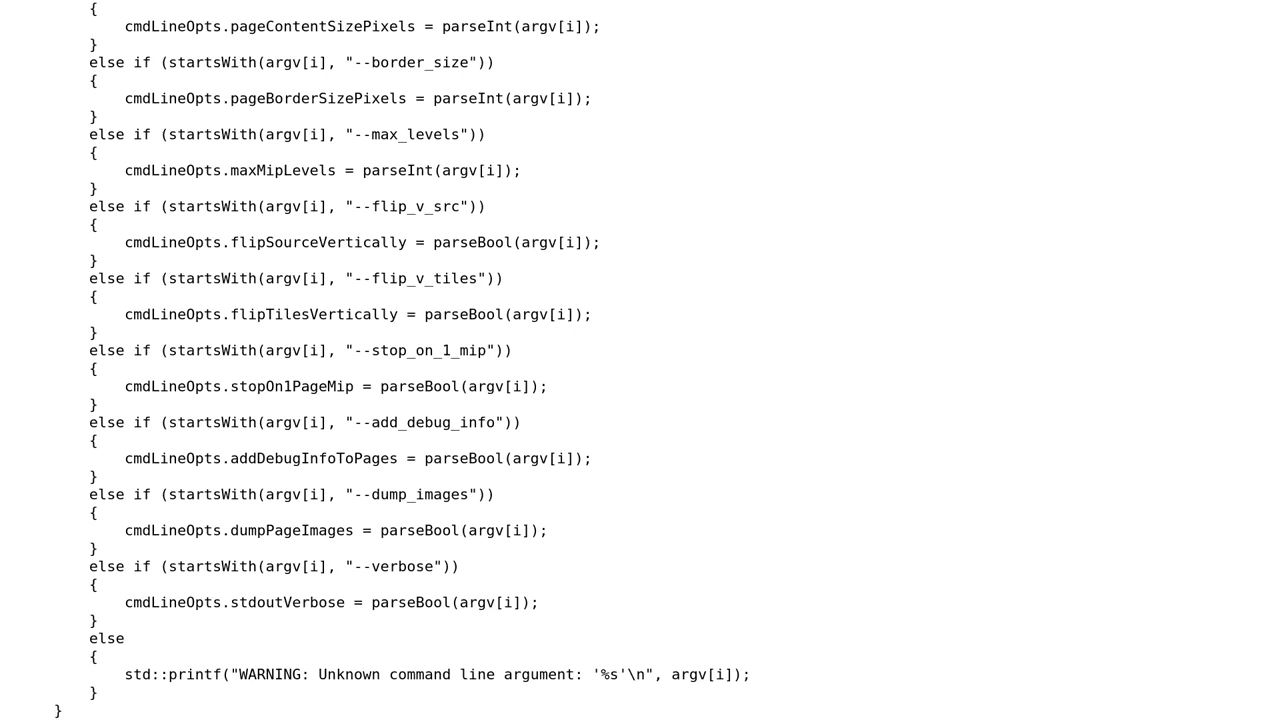 {
            cmdLineOpts.pageContentSizePixels = parseInt(argv[i]);
        }
        else if (startsWith(argv[i], "--border_size"))
        {
            cmdLineOpts.pageBorderSizePixels = parseInt(argv[i]);
        }
        else if (startsWith(argv[i], "--max_levels"))
        {
            cmdLineOpts.maxMipLevels = parseInt(argv[i]);
        }
        else if (startsWith(argv[i], "--flip_v_src"))
        {
            cmdLineOpts.flipSourceVertically = parseBool(argv[i]);
        }
        else if (startsWith(argv[i], "--flip_v_tiles"))
        {
            cmdLineOpts.flipTilesVertically = parseBool(argv[i]);
        }
        else if (startsWith(argv[i], "--stop_on_1_mip"))
        {
            cmdLineOpts.stopOn1PageMip = parseBool(argv[i]);
        }
        else if (startsWith(argv[i], "--add_debug_info"))
        {
            cmdLineOpts.addDebugInfoToPages = parseBool(argv[i]);
        }
        else if (startsWith(argv[i], "--dump_images"))
        {
            cmdLineOpts.dumpPageImages = parseBool(argv[i]);
        }
        else if (startsWith(argv[i], "--verbose"))
        {
            cmdLineOpts.stdoutVerbose = parseBool(argv[i]);
        }
        else
        {
            std::printf("WARNING: Unknown command line argument: '%s'\n", argv[i]);
        }
    }